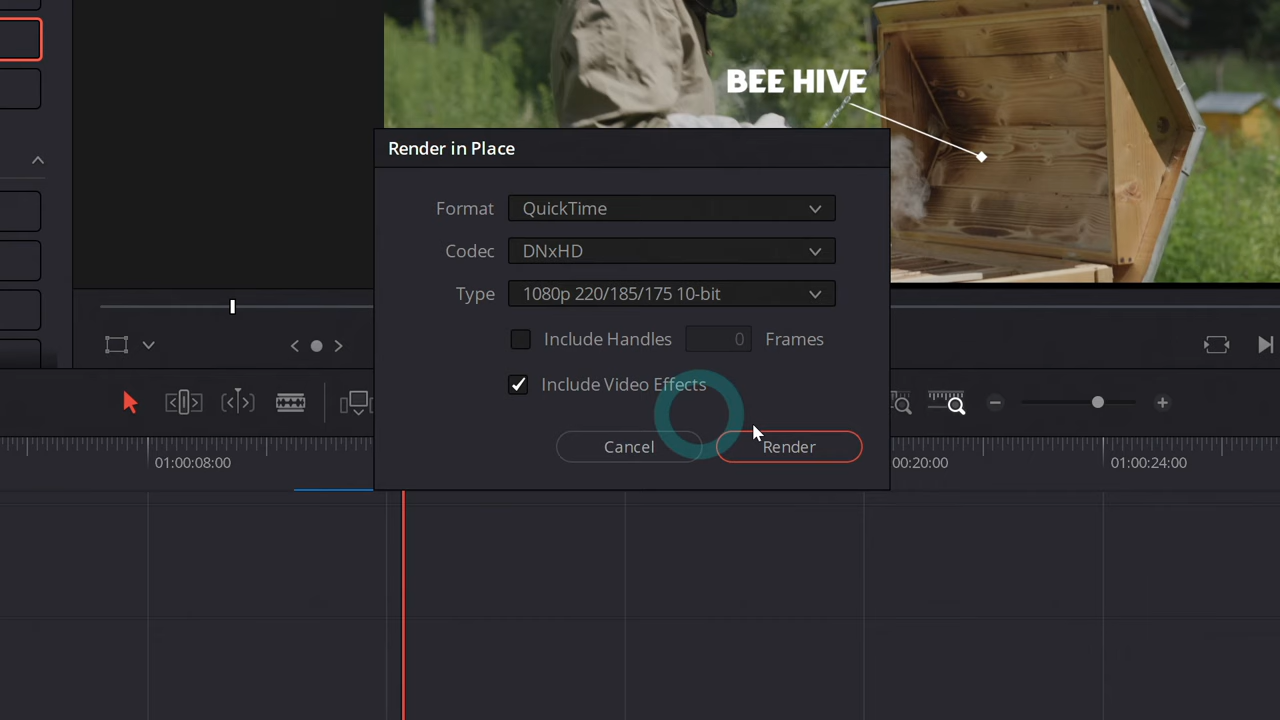 BEE HIVE
Render in Place
Format QuickTime
Codec DNxHD
Type 1080p 220/185/175 10-bit
Include Handles 0 Frames
Include Video Effects
Cancel Render
01:00:08:00 00:20:00 01:00:24:00